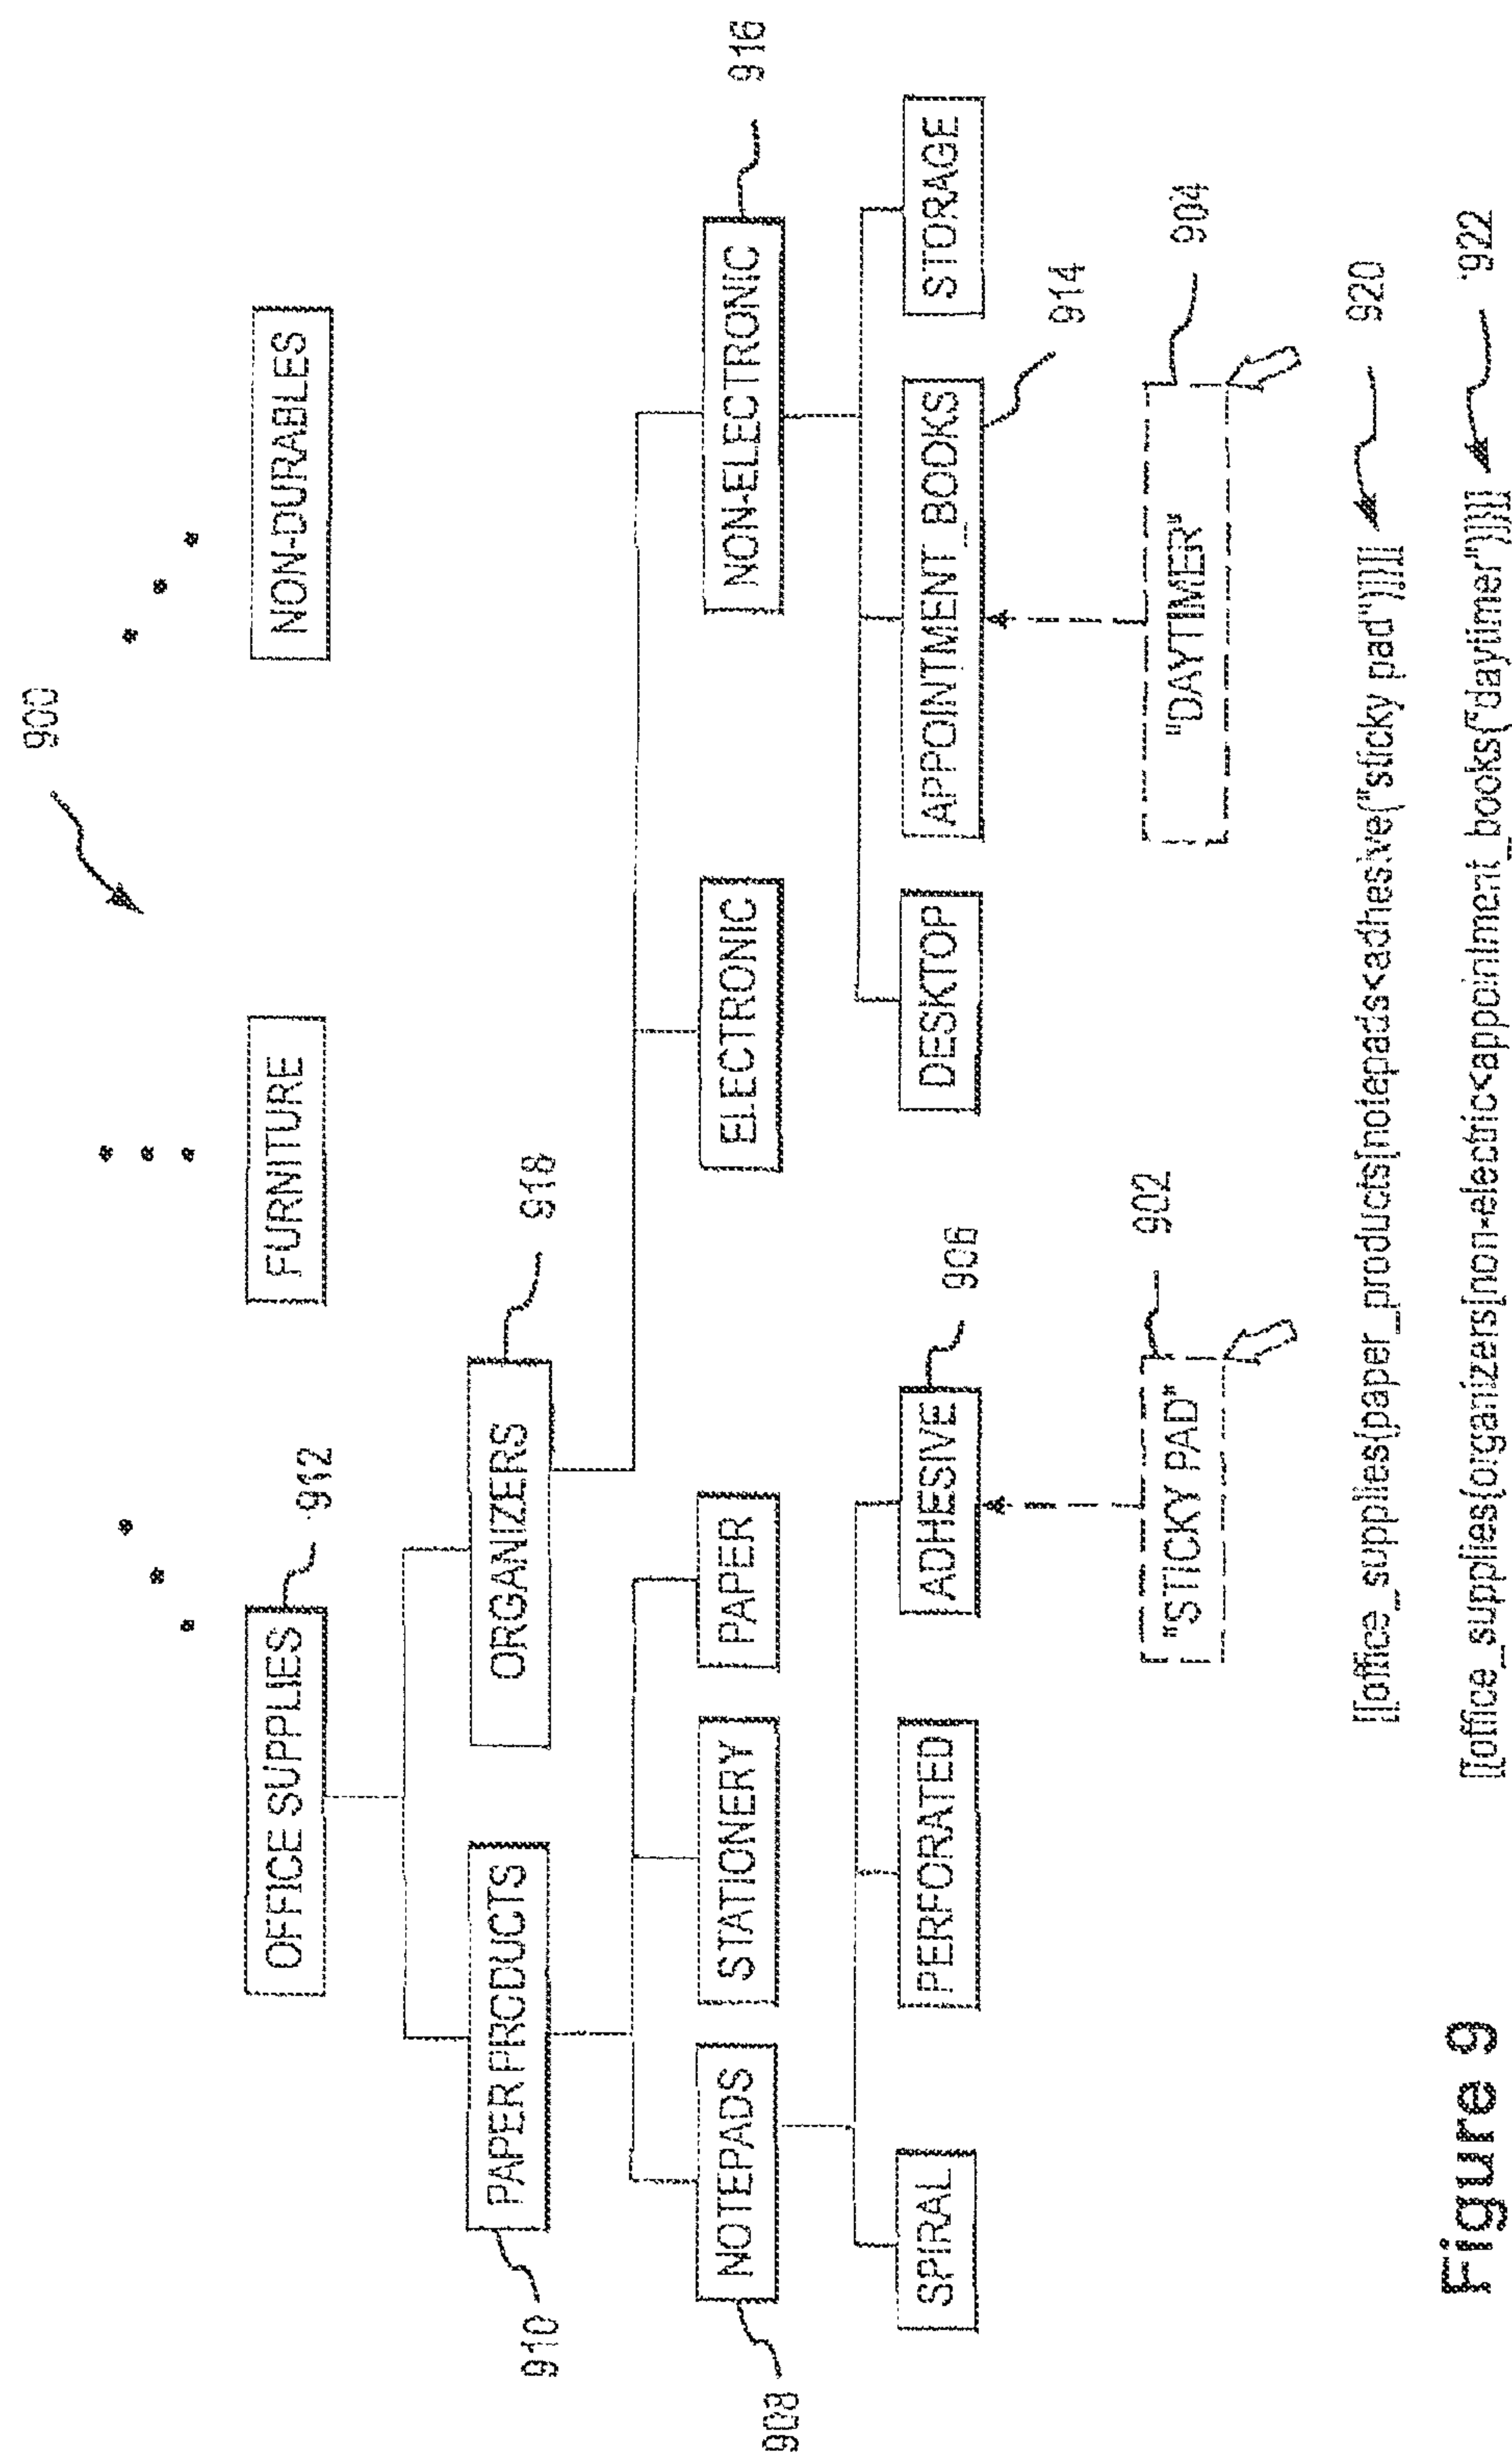 900
OFFICE SUPPLIES
912
FURNITURE
NON-DURABLES
910
PAPER PRODUCTS
ORGANIZERS
918
908
NOTEPADS
STATIONERY
PAPER
ELECTRONIC
NON-ELECTRONIC
916
SPIRAL
PERFORATED
ADHESIVE
906
DESKTOP
APPOINTMENT_BOOKS
914
STORAGE
"STICKY PAD"
902
"DAYTIMER"
904
[[office_supplies{paper_products[notepads<adhesive("sticky pad")>]}]]
920
[[office_supplies{organizers[non-electric<appointment_books("daytimer")>]}]]
922
Figure 9